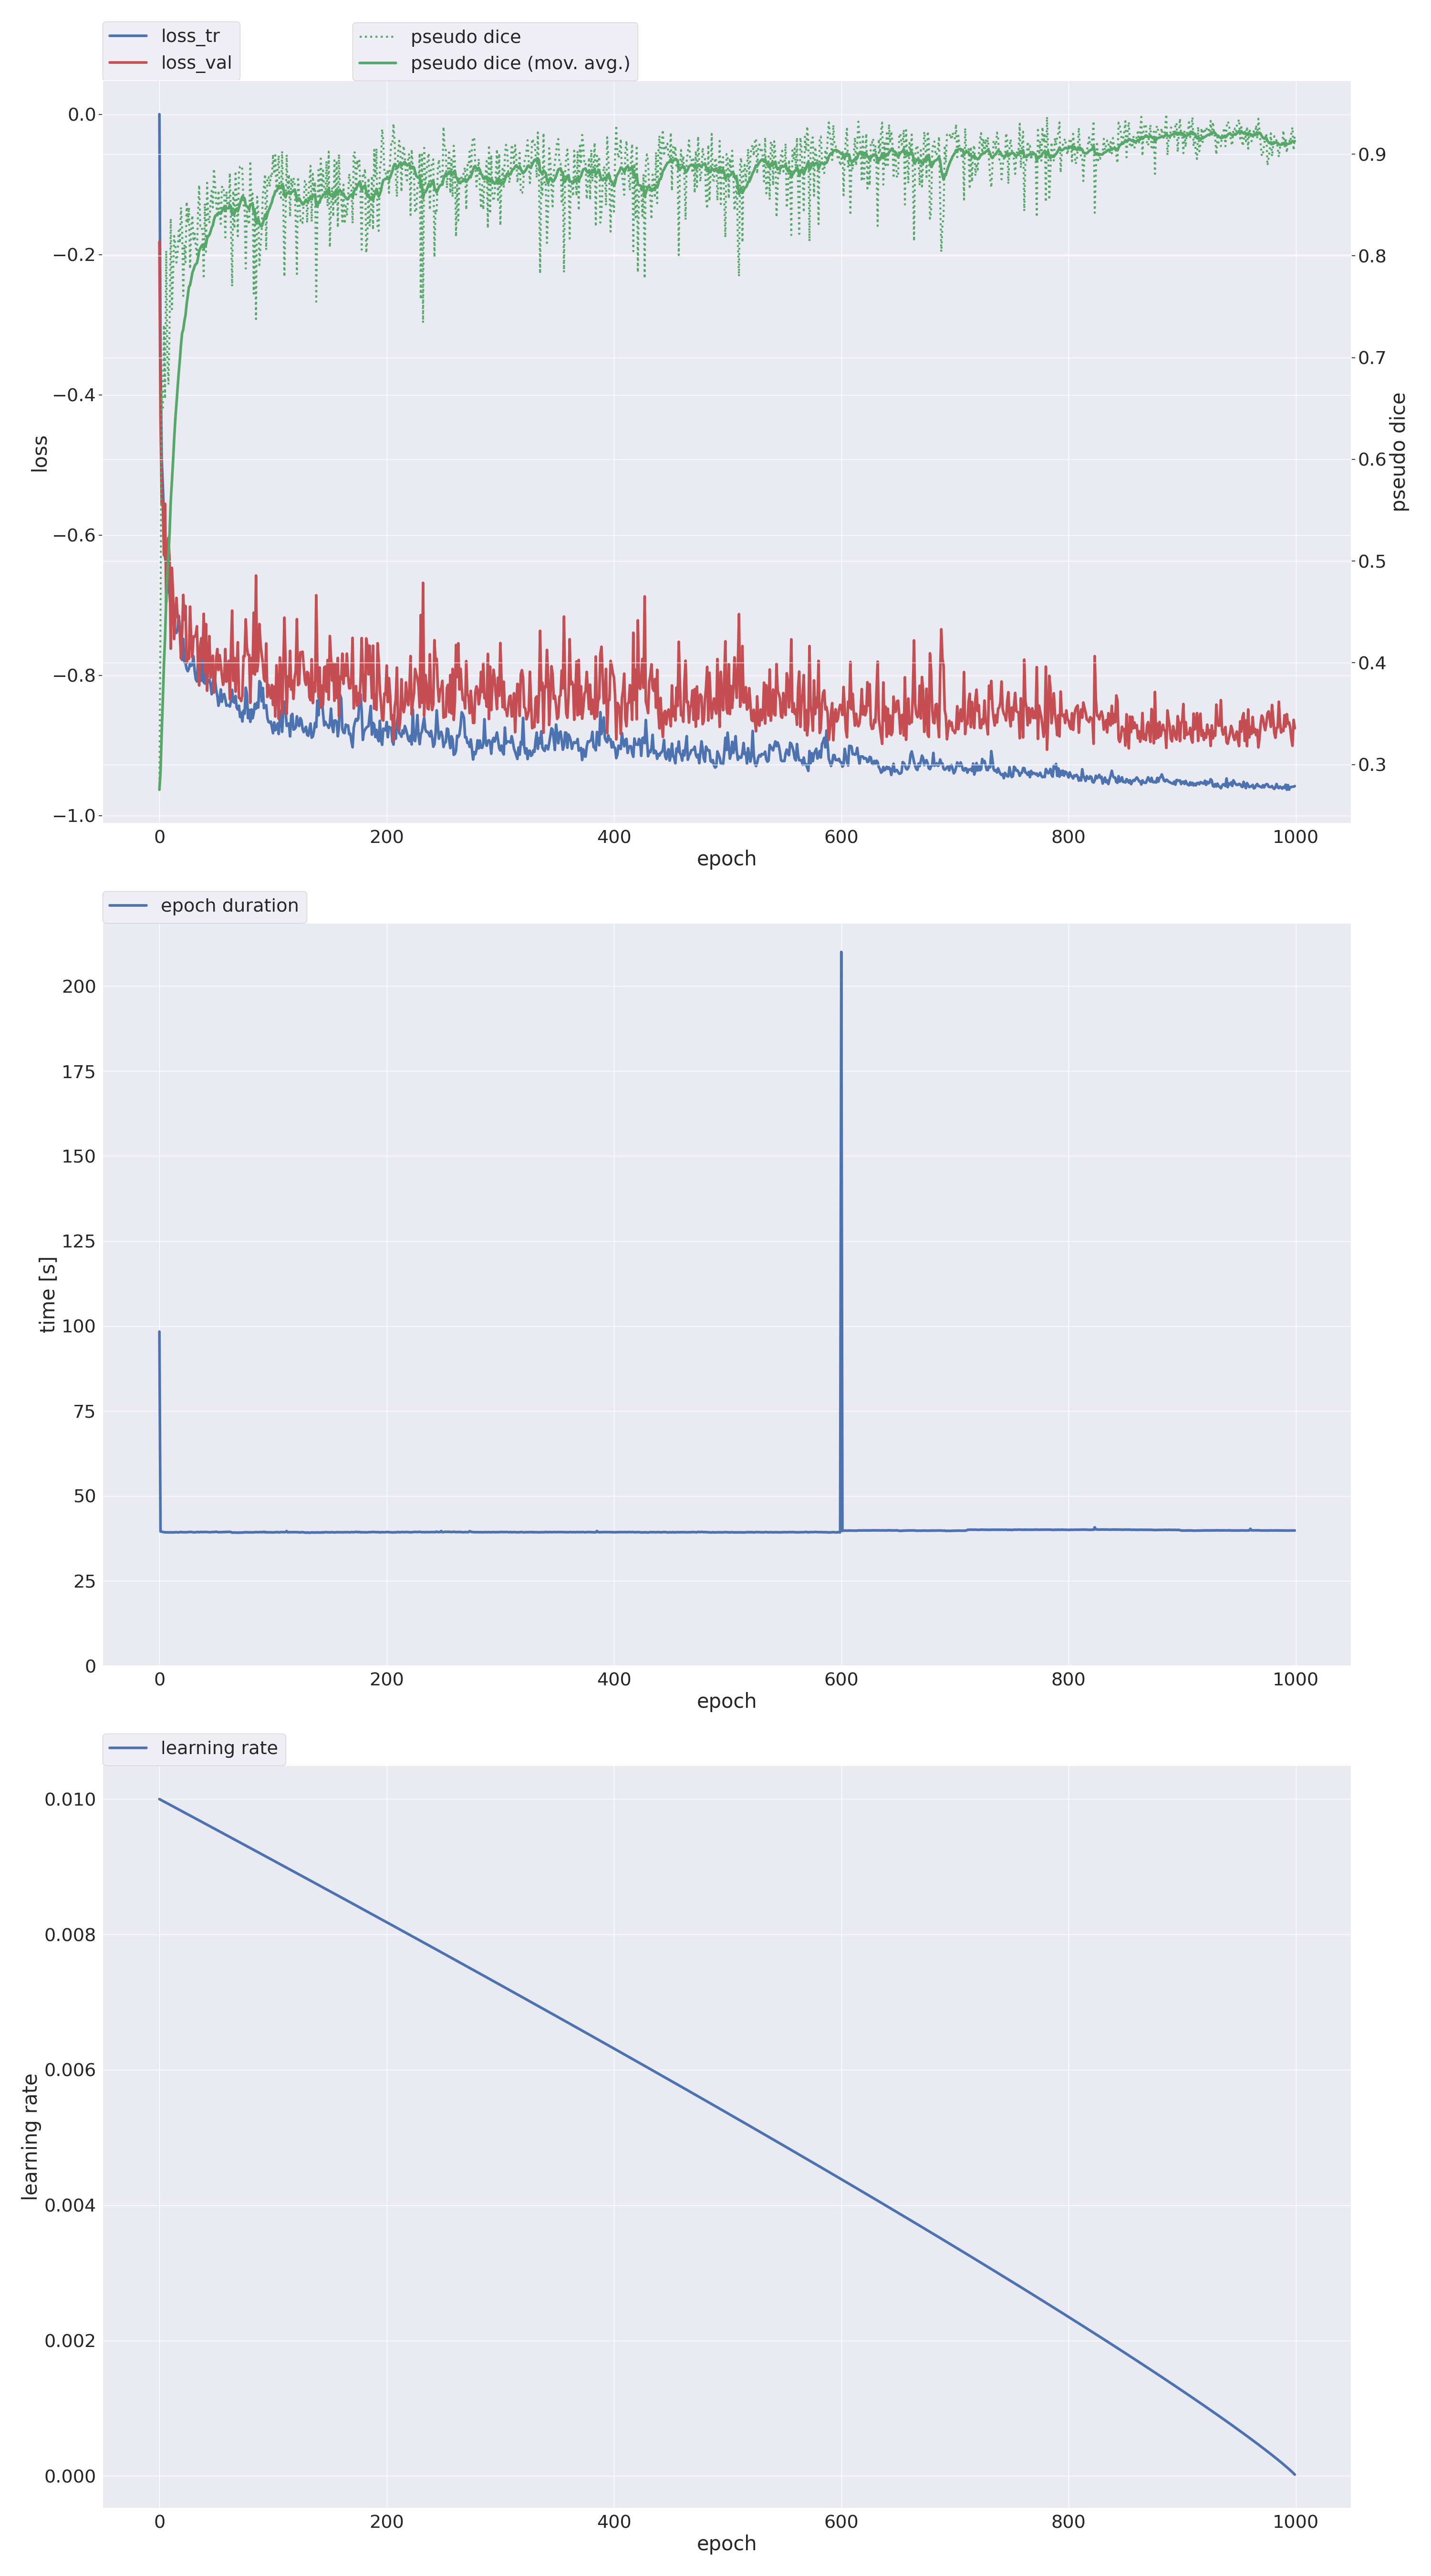 loss_tr
loss_val
pseudo dice
pseudo dice (mov. avg.)
0.0
−0.2
−0.4
−0.6
−0.8
−1.0
loss
0.9
0.8
0.7
0.6
0.5
0.4
0.3
pseudo dice
0 200 400 600 800 1000
epoch
epoch duration
200
175
150
125
100
75
50
25
0
time [s]
0 200 400 600 800 1000
epoch
learning rate
0.010
0.008
0.006
0.004
0.002
0.000
learning rate
0 200 400 600 800 1000
epoch